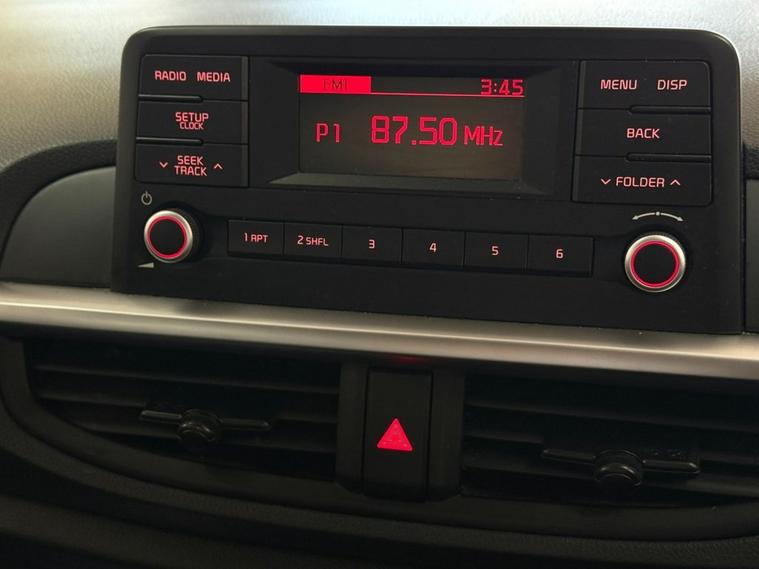 RADIO MEDIA
SETUP
CLOCK
SEEK
TRACK
FM1 3:45
P1 87.50 MHz
MENU DISP
BACK
FOLDER
1 APT 2 SHFL 3 4 5 6